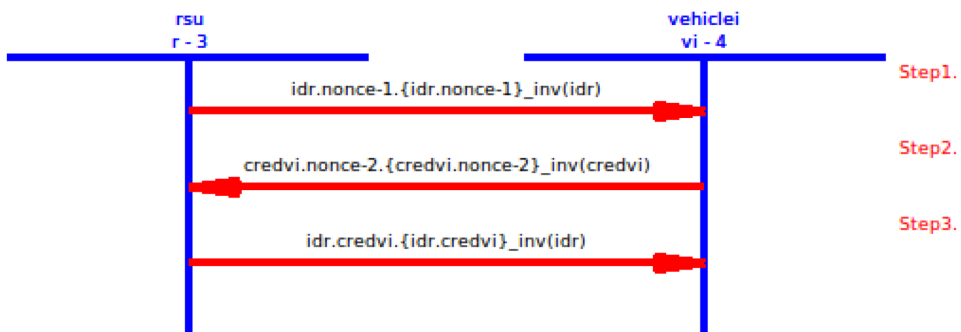 rsu
r - 3
vehiclei
vi - 4
Step1.
idr.nonce-1.{idr.nonce-1}_inv(idr)
Step2.
credvi.nonce-2.{credvi.nonce-2}_inv(credvi)
Step3.
idr.credvi.{idr.credvi}_inv(idr)